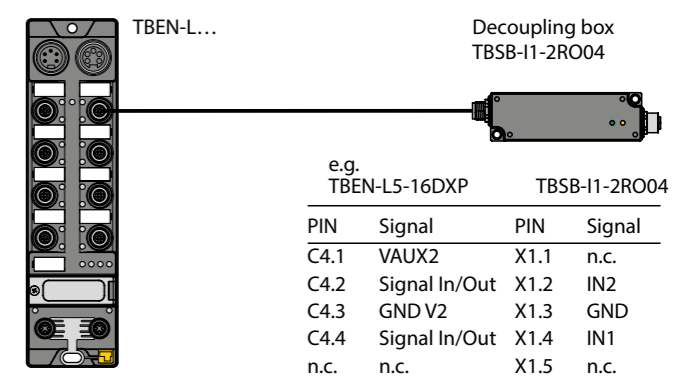 TBEN-L… Decoupling box
TBSB-I1-2RO04
e.g.
TBEN-L5-16DXP TBSB-I1-2RO04
PIN Signal PIN Signal
C4.1 VAUX2 X1.1 n.c.
C4.2 Signal In/Out X1.2 IN2
C4.3 GND V2 X1.3 GND
C4.4 Signal In/Out X1.4 IN1
n.c. n.c. X1.5 n.c.